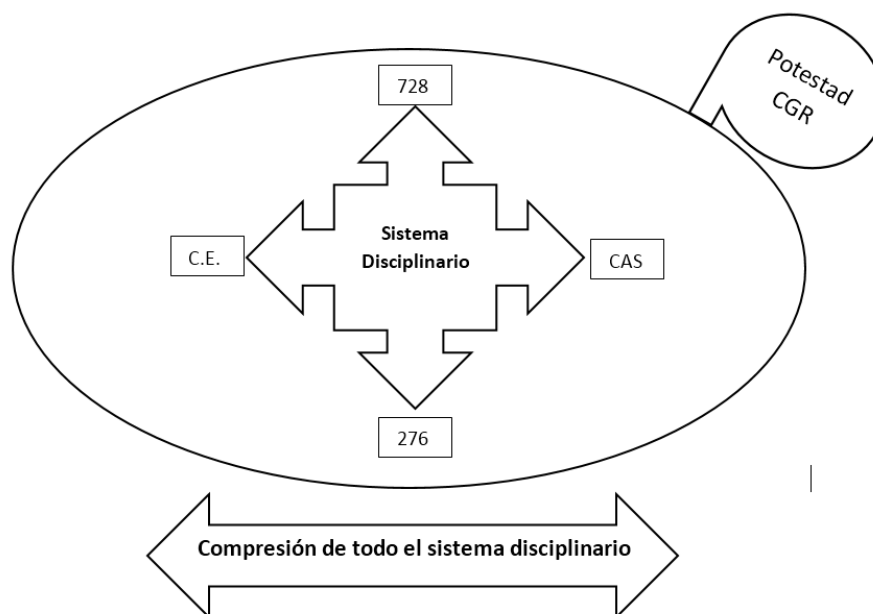 Potestad
CGR
728
Sistema
Disciplinario
C.E.
CAS
276
Compresión de todo el sistema disciplinario